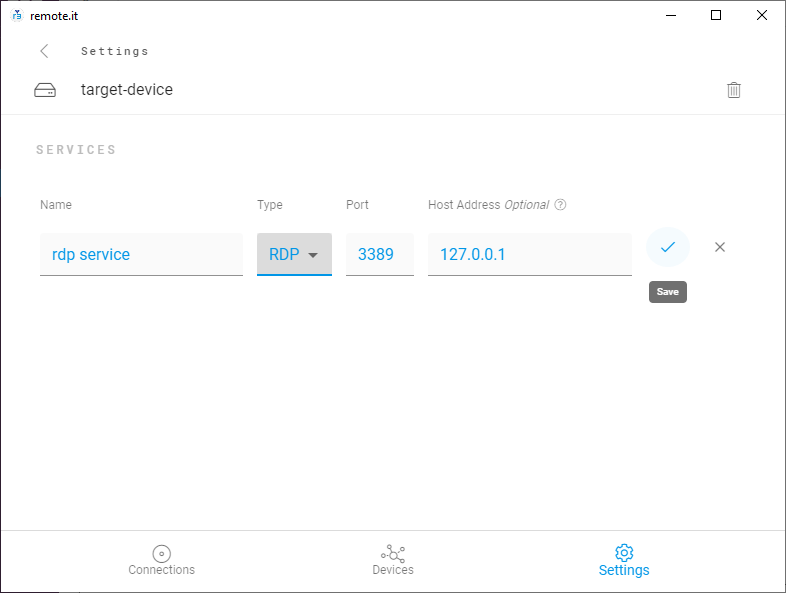 remote.it
Settings
target-device
SERVICES
Name Type Port Host Address Optional ?
rdp service RDP 3389 127.0.0.1
Save
Connections Devices Settings